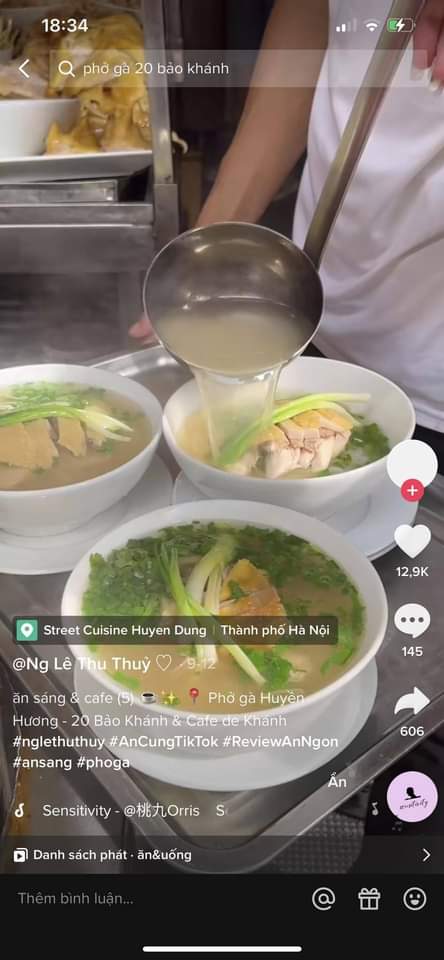 18:34
phở gà 20 bảo khánh
12,9K
145
606
Street Cuisine Huyen Dung | Thành phố Hà Nội
@Ng Lê Thu Thuỷ ♡ · 9-12
ăn sáng & cafe (5) ☕✨📍 Phở gà Huyền
Hương - 20 Bảo Khánh & Cafe de Khánh
#nglethuthuy #AnCungTikTok #ReviewAnNgon
#ansang #phoga
Ẩn
Sensitivity - @桃九Orris
Danh sách phát · ăn&uống
Thêm bình luận...